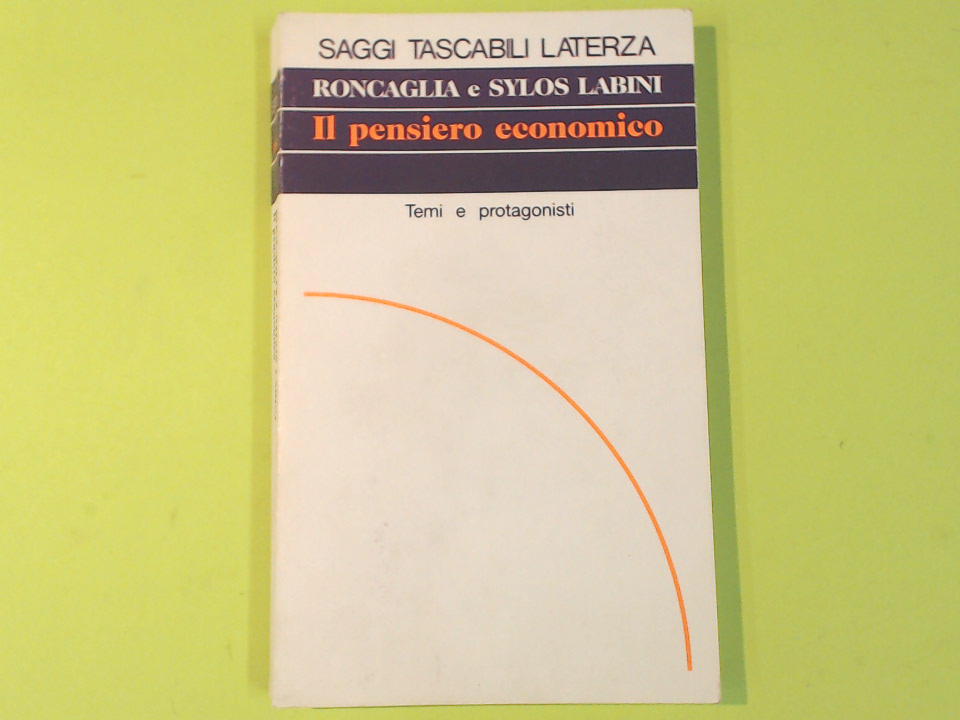 SAGGI TASCABILI LATERZA
RONCAGLIA e SYLOS LABINI
Il pensiero economico
Temi e protagonisti